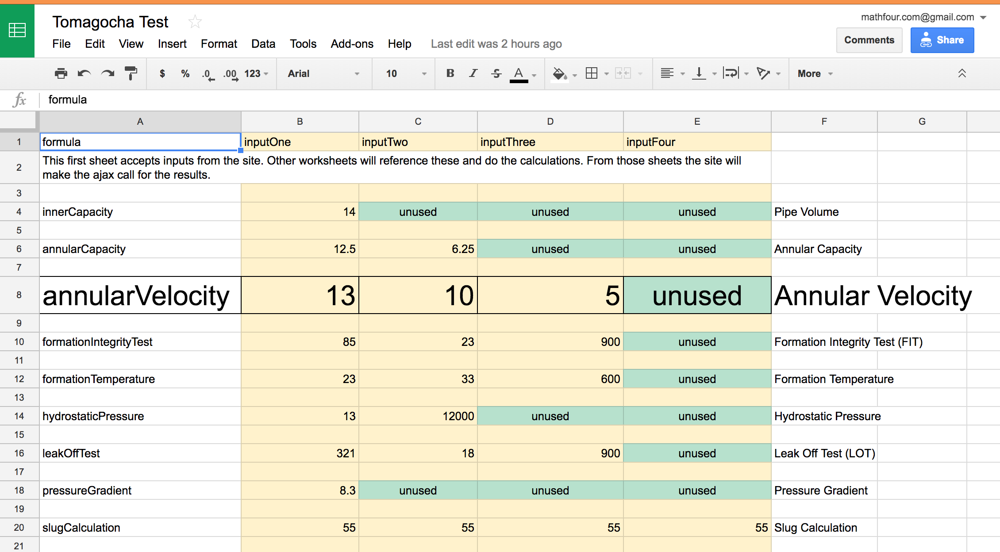 Tomagocha Test
mathfour.com@gmail.com
File Edit View Insert Format Data Tools Add-ons Help Last edit was 2 hours ago
Comments Share
$ % .0 .00 123 Arial 10 B I S A More
fx formula
A B C D E F G
1 formula inputOne inputTwo inputThree inputFour
2 This first sheet accepts inputs from the site. Other worksheets will reference these and do the calculations. From those sheets the site will
make the ajax call for the results.
3
4 innerCapacity 14 unused unused unused Pipe Volume
5
6 annularCapacity 12.5 6.25 unused unused Annular Capacity
7
8 annularVelocity 13 10 5 unused Annular Velocity
9
10 formationIntegrityTest 85 23 900 unused Formation Integrity Test (FIT)
11
12 formationTemperature 23 33 600 unused Formation Temperature
13
14 hydrostaticPressure 13 12000 unused unused Hydrostatic Pressure
15
16 leakOffTest 321 18 900 unused Leak Off Test (LOT)
17
18 pressureGradient 8.3 unused unused unused Pressure Gradient
19
20 slugCalculation 55 55 55 55 Slug Calculation
21